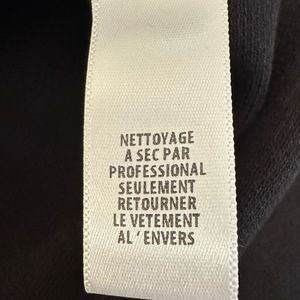 NETTOYAGE
A SEC PAR
PROFESSIONAL
SEULEMENT
RETOURNER
LE VETEMENT
AL ' ENVERS